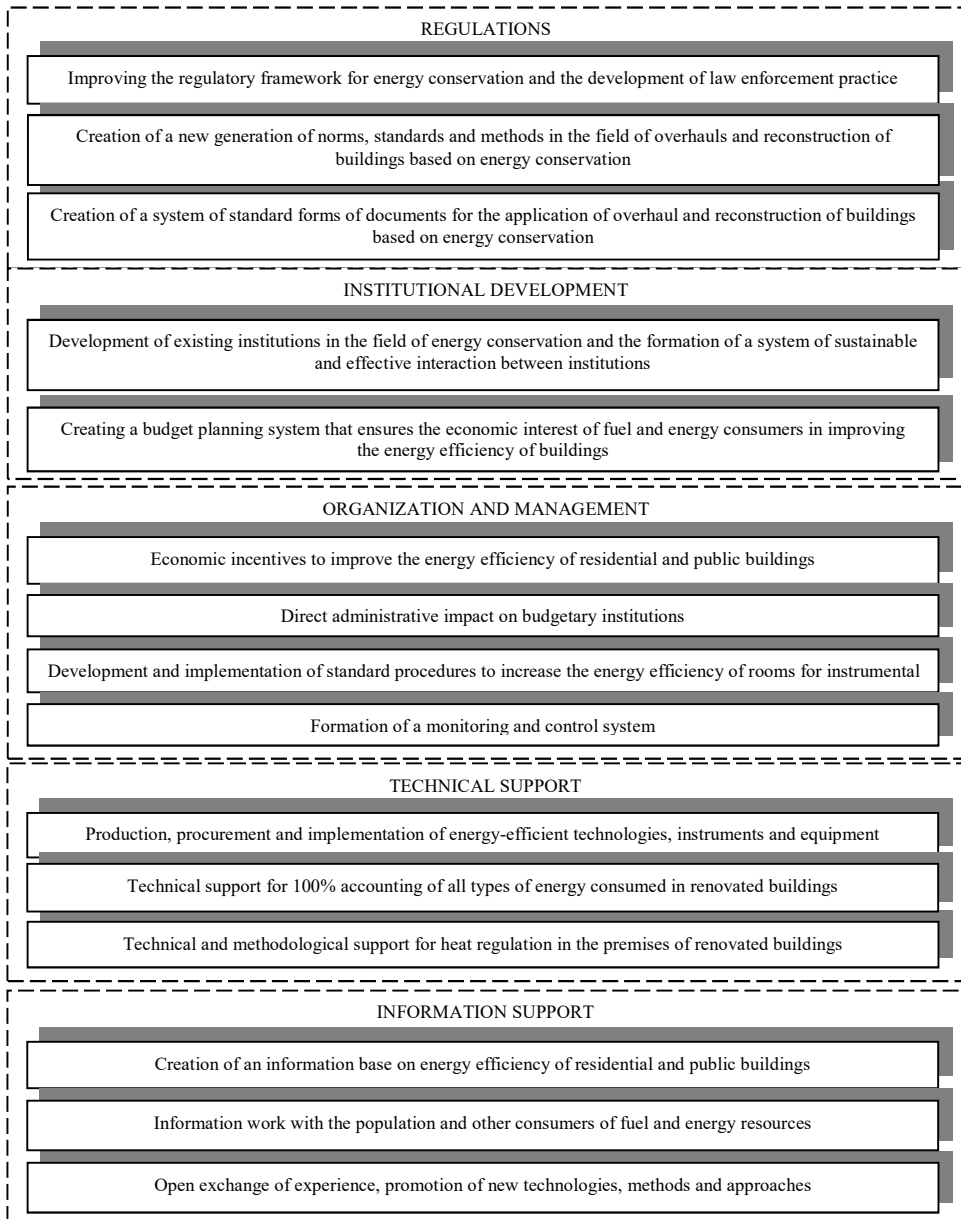 REGULATIONS
Improving the regulatory framework for energy conservation and the development of law enforcement practice
Creation of a new generation of norms, standards and methods in the field of overhauls and reconstruction of
buildings based on energy conservation
Creation of a system of standard forms of documents for the application of overhaul and reconstruction of buildings
based on energy conservation
INSTITUTIONAL DEVELOPMENT
Development of existing institutions in the field of energy conservation and the formation of a system of sustainable
and effective interaction between institutions
Creating a budget planning system that ensures the economic interest of fuel and energy consumers in improving
the energy efficiency of buildings
ORGANIZATION AND MANAGEMENT
Economic incentives to improve the energy efficiency of residential and public buildings
Direct administrative impact on budgetary institutions
Development and implementation of standard procedures to increase the energy efficiency of rooms for instrumental
Formation of a monitoring and control system
TECHNICAL SUPPORT
Production, procurement and implementation of energy-efficient technologies, instruments and equipment
Technical support for 100% accounting of all types of energy consumed in renovated buildings
Technical and methodological support for heat regulation in the premises of renovated buildings
INFORMATION SUPPORT
Creation of an information base on energy efficiency of residential and public buildings
Information work with the population and other consumers of fuel and energy resources
Open exchange of experience, promotion of new technologies, methods and approaches